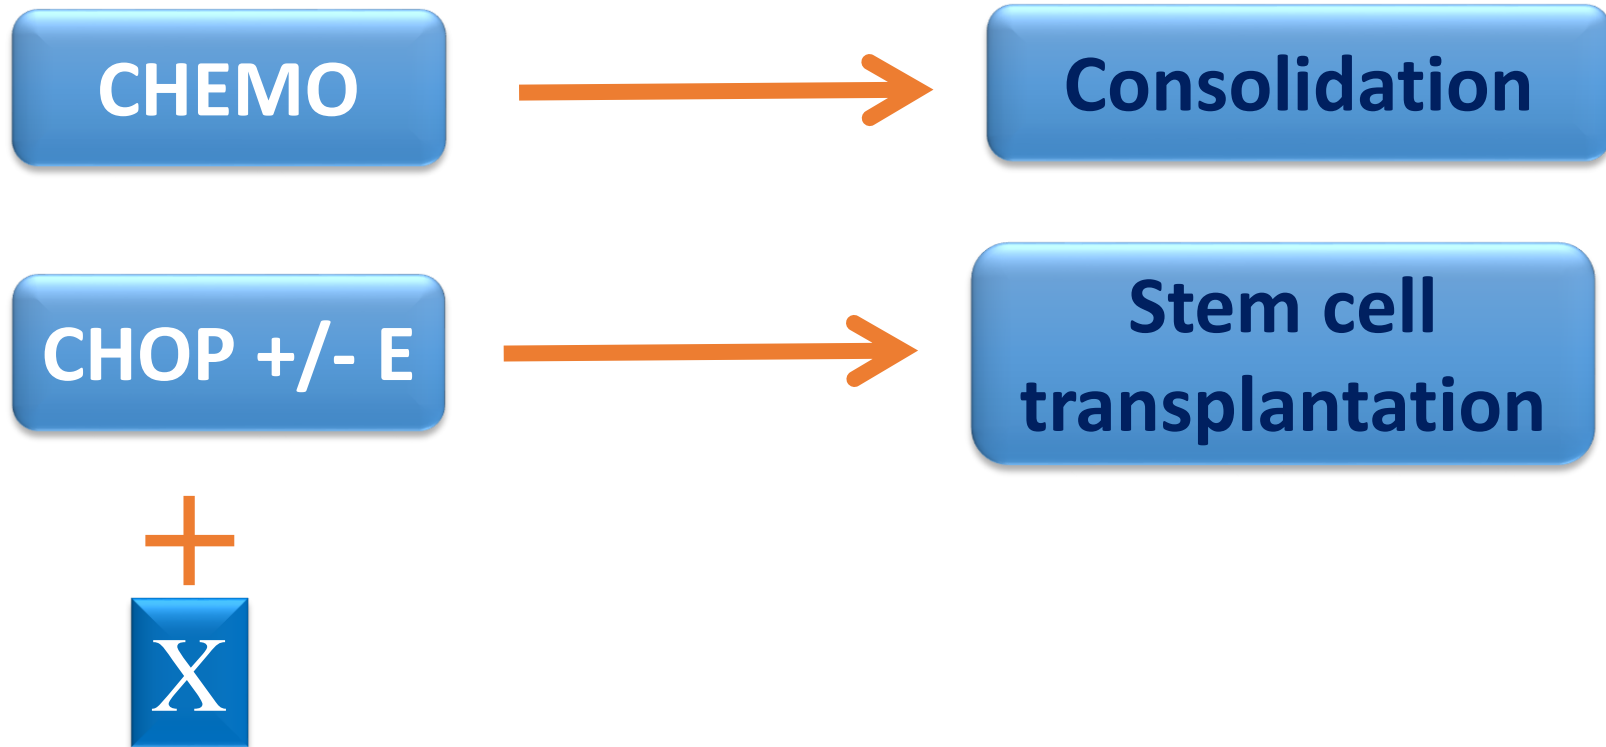 CHEMO
Consolidation
CHOP +/- E
Stem cell
transplantation
X